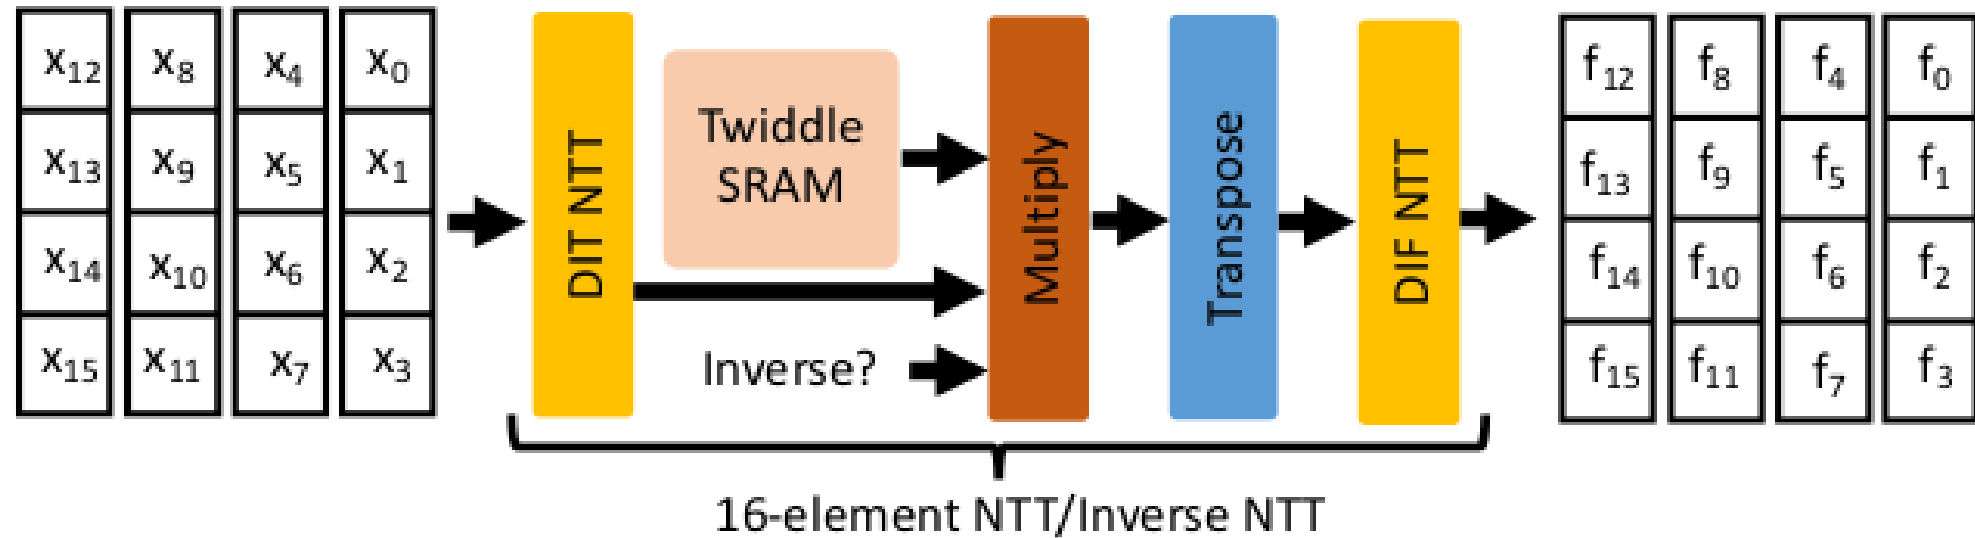 x₁₂ x₈ x₄ x₀
x₁₃ x₉ x₅ x₁
x₁₄ x₁₀ x₆ x₂
x₁₅ x₁₁ x₇ x₃
DIT NTT
Twiddle
SRAM
Inverse?
Multiply
Transpose
DIF NTT
f₁₂ f₈ f₄ f₀
f₁₃ f₉ f₅ f₁
f₁₄ f₁₀ f₆ f₂
f₁₅ f₁₁ f₇ f₃
16-element NTT/Inverse NTT